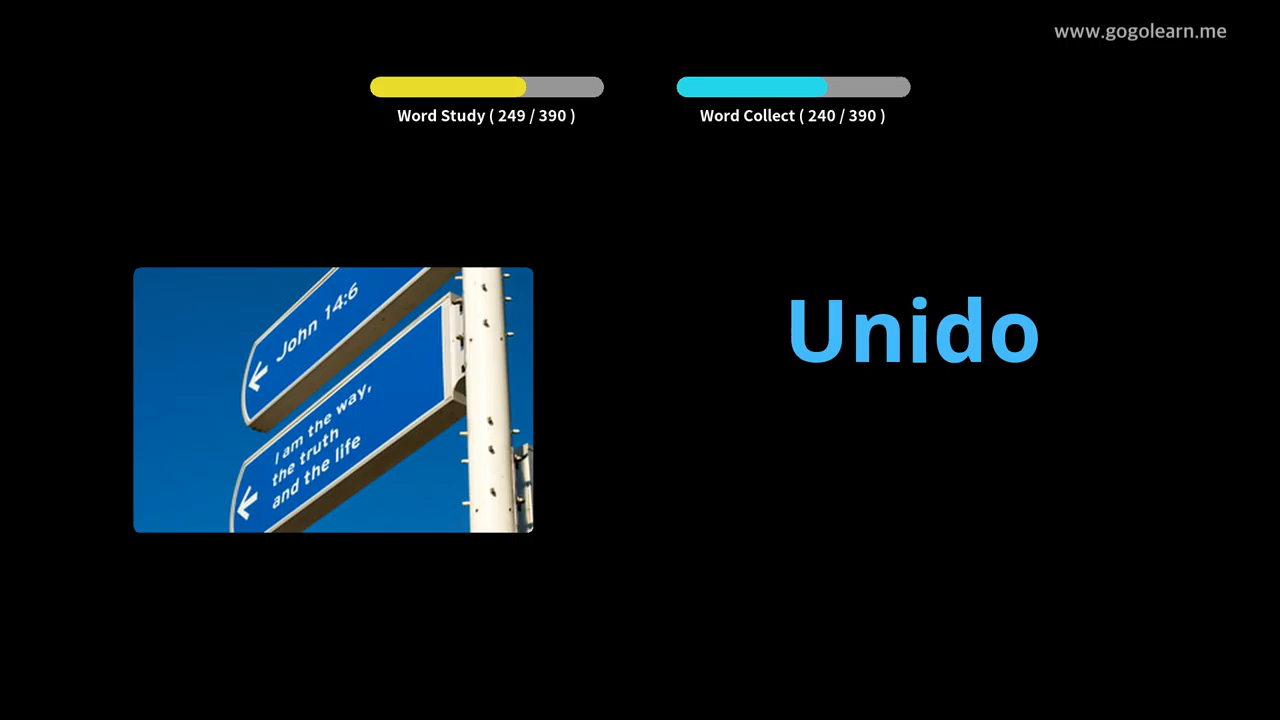 www.gogolearn.me
Word Study ( 249 / 390 )
Word Collect ( 240 / 390 )
John 14:6
I am the way,
the truth
and the life
Unido